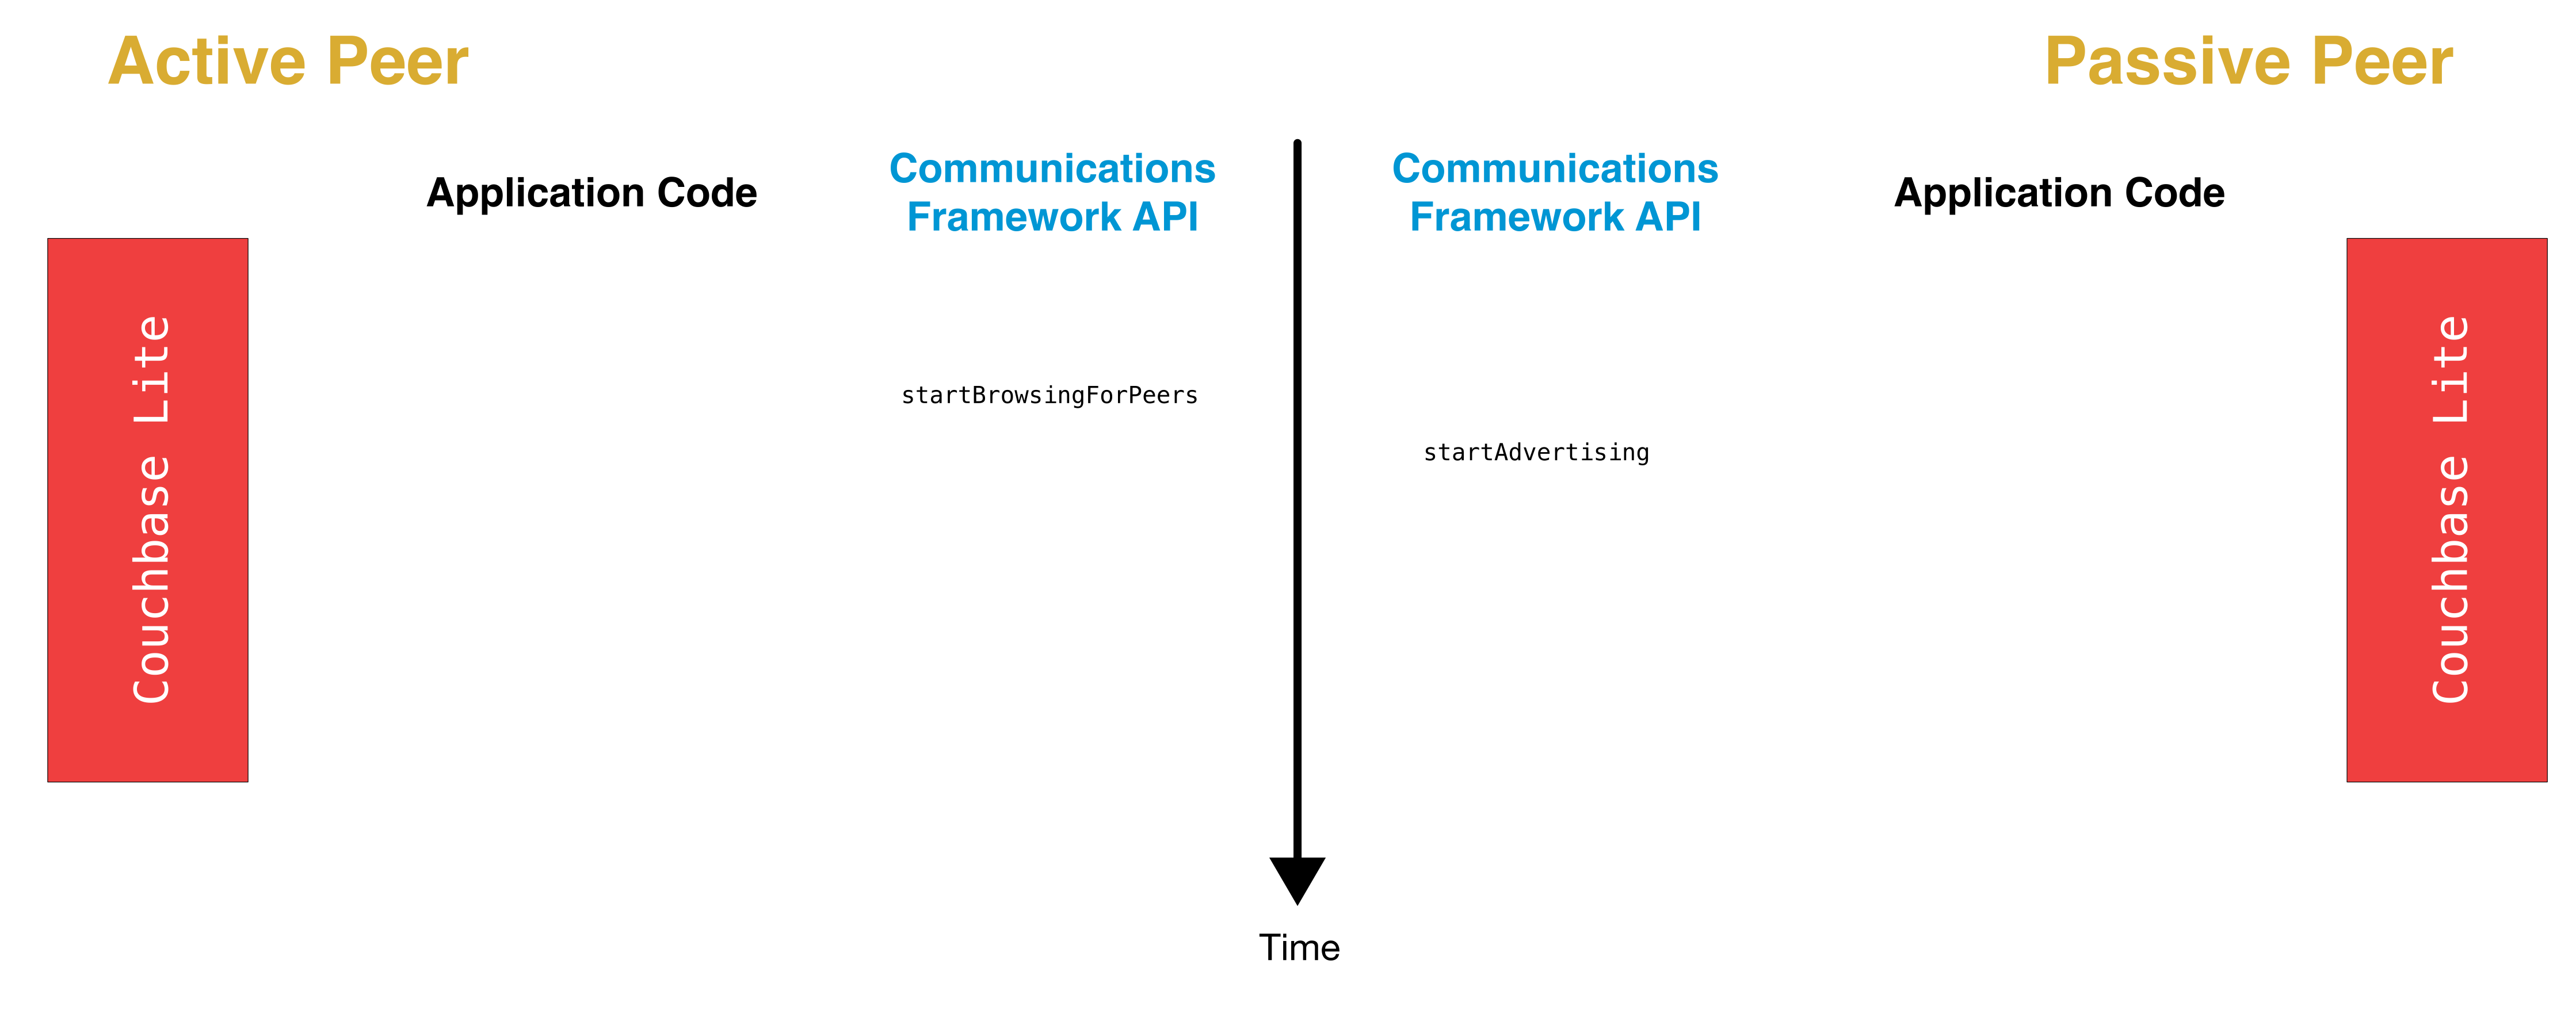 Active Peer
Passive Peer
Application Code
Communications
Framework API
Communications
Framework API
Application Code
Couchbase Lite
startBrowsingForPeers
startAdvertising
Couchbase Lite
Time